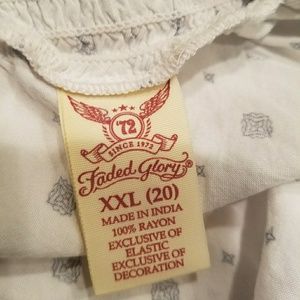 '72
SINCE 1972
Faded Glory
XXL (20)
MADE IN INDIA
100% RAYON
EXCLUSIVE OF
ELASTIC
EXCLUSIVE OF
DECORATION